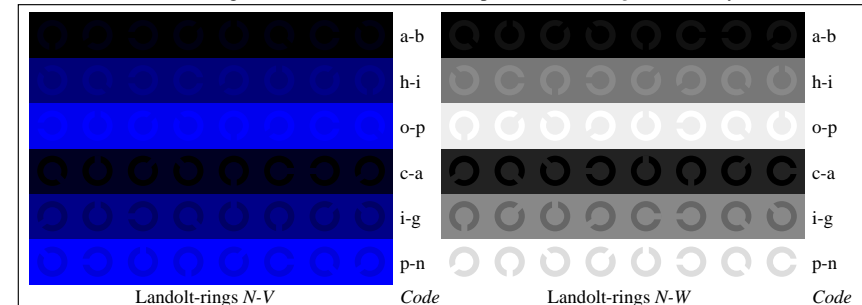 a-b a-b
h-i h-i
o-p o-p
c-a c-a
i-g i-g
p-n p-n
Landolt-rings N-V Code Landolt-rings N-W Code